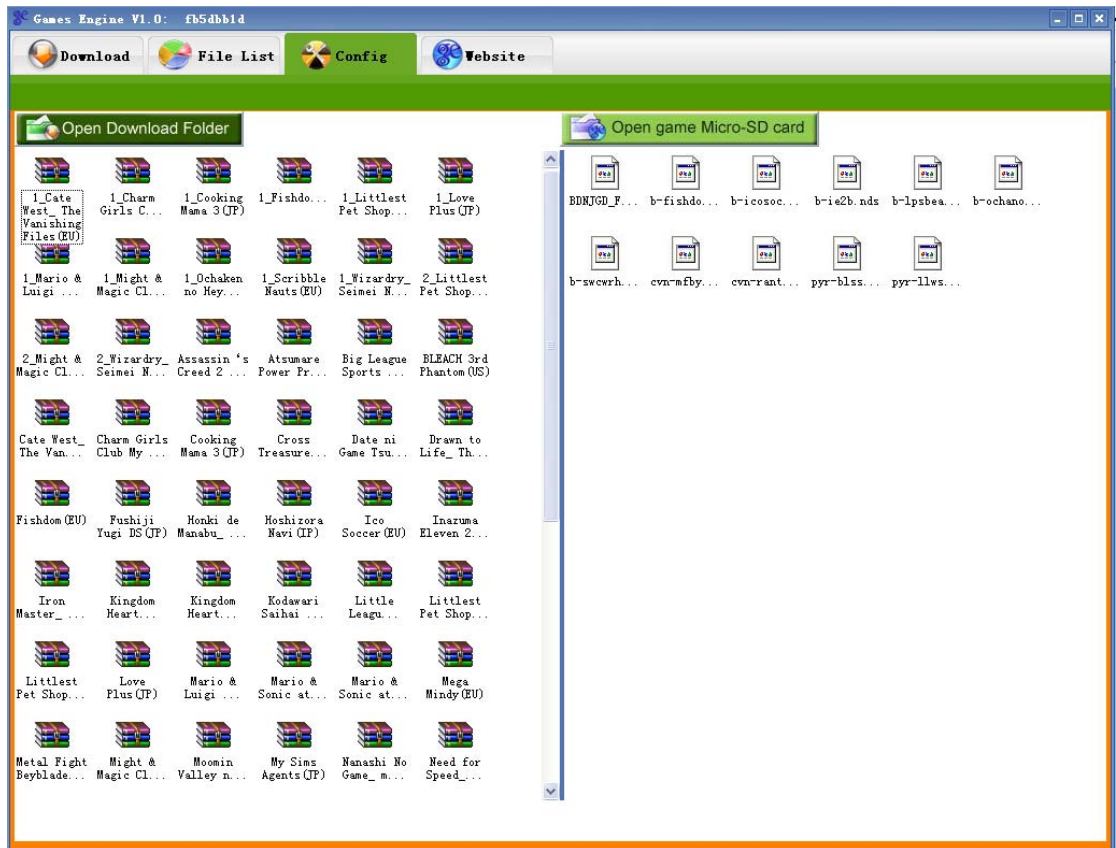 Games Engine V1.0: fb5dbb1d
Download File List Config Website
Open Download Folder
1_Cate West_ The Vanishing Files(EU)
1_Charm Girls C...
1_Cooking Mama 3(JP)
1_Fishdo...
1_Littlest Pet Shop...
1_Love Plus(JP)
1_Mario & Luigi ...
1_Might & Magic Cl...
1_Ochaken no Hey...
1_Scribble Nauts(EU)
1_Wizardry_ Seimei N...
2_Littlest Pet Shop...
2_Might & Magic Cl...
2_Wizardry_ Seimei N...
Assassin 's Creed 2 ...
Atsumare Power Pr...
Big League Sports ...
BLEACH 3rd Phantom(US)
Cate West_ The Van...
Charm Girls Club My ...
Cooking Mama 3(JP)
Cross Treasure...
Date ni Game Tsu...
Drawn to Life_ Th...
Fishdom(EU)
Fushiji Yugi DS(JP)
Honki de Manabu_ ...
Hoshizora Navi(JP)
Ico Soccer(EU)
Inazuma Eleven 2...
Iron Master_ ...
Kingdom Heart...
Kingdom Heart...
Kodawari Saihai ...
Little Leagu...
Littlest Pet Shop...
Littlest Pet Shop...
Love Plus(JP)
Mario & Luigi ...
Mario & Sonic at...
Mario & Sonic at...
Mega Mindy(EU)
Metal Fight Beyblade...
Might & Magic Cl...
Moomin Valley n...
My Sims Agents(JP)
Nanashi No Game_ m...
Need for Speed_...
Open game Micro-SD card
BDNJGD_F...
b-fishdo...
b-icosoc...
b-ie2b.nds
b-lpsbea...
b-ochano...
b-swcwrh...
cvn-mfby...
cvn-rant...
pyr-blss...
pyr-llws...